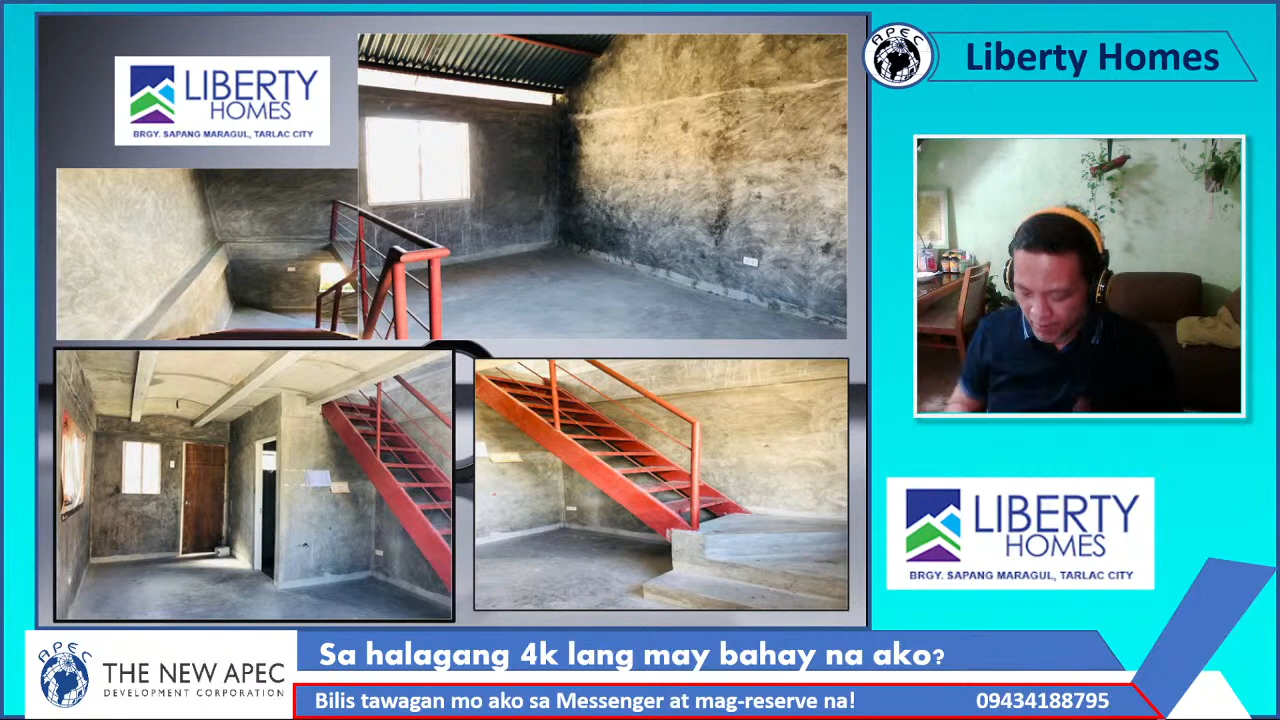 LIBERTY
HOMES
BRGY. SAPANG MARAGUL, TARLAC CITY
APEC
Liberty Homes
LIBERTY
HOMES
BRGY. SAPANG MARAGUL, TARLAC CITY
APEC
THE NEW APEC
DEVELOPMENT CORPORATION
Sa halagang 4k lang may bahay na ako?
Bilis tawagan mo ako sa Messenger at mag-reserve na! 09434188795